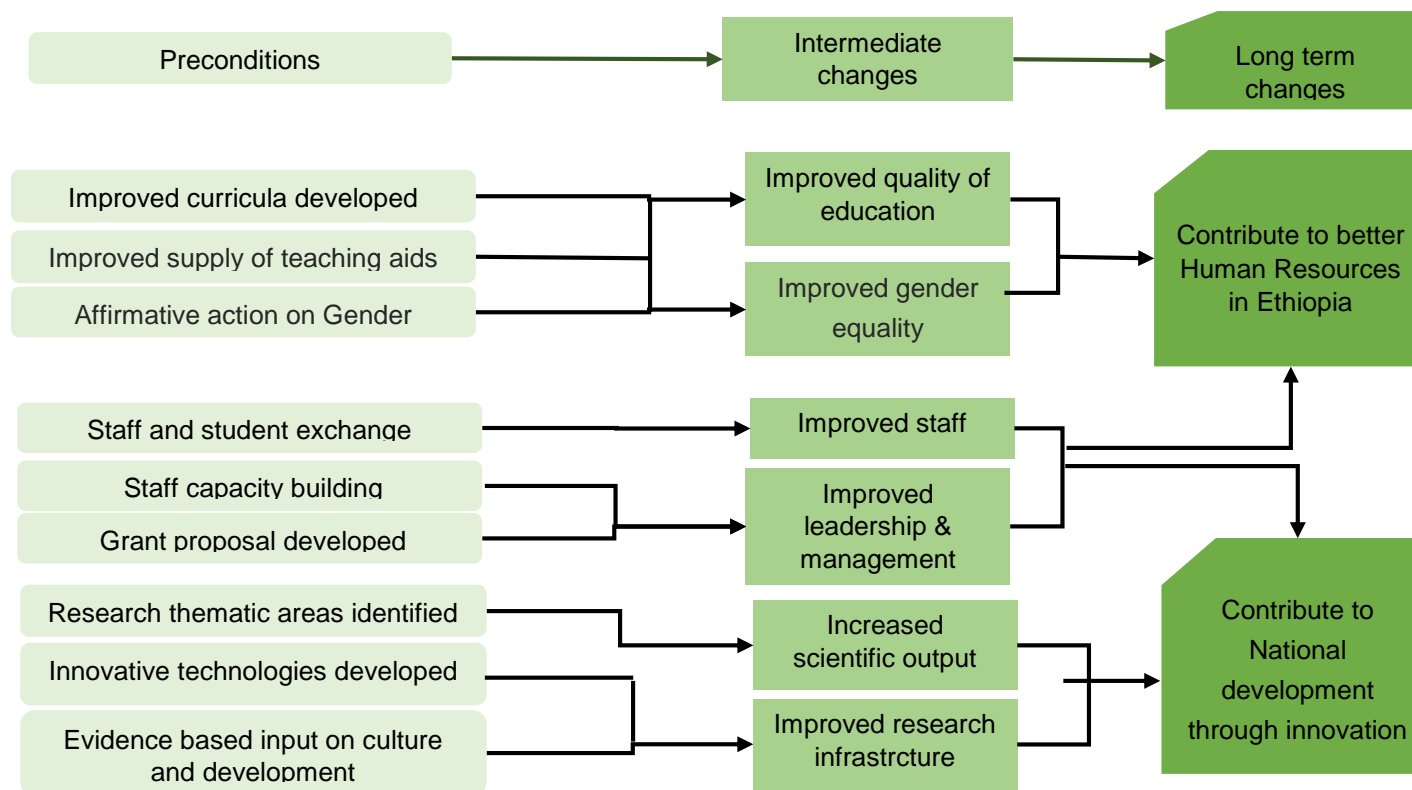 Preconditions
Intermediate
changes
Long term
changes
Improved curricula developed
Improved supply of teaching aids
Affirmative action on Gender
Improved quality of
education
Improved gender
equality
Contribute to better
Human Resources
in Ethiopia
Staff and student exchange
Staff capacity building
Grant proposal developed
Improved staff
Improved
leadership &
management
Research thematic areas identified
Innovative technologies developed
Evidence based input on culture
and development
Increased
scientific output
Improved research
infrastrcture
Contribute to
National
development
through innovation